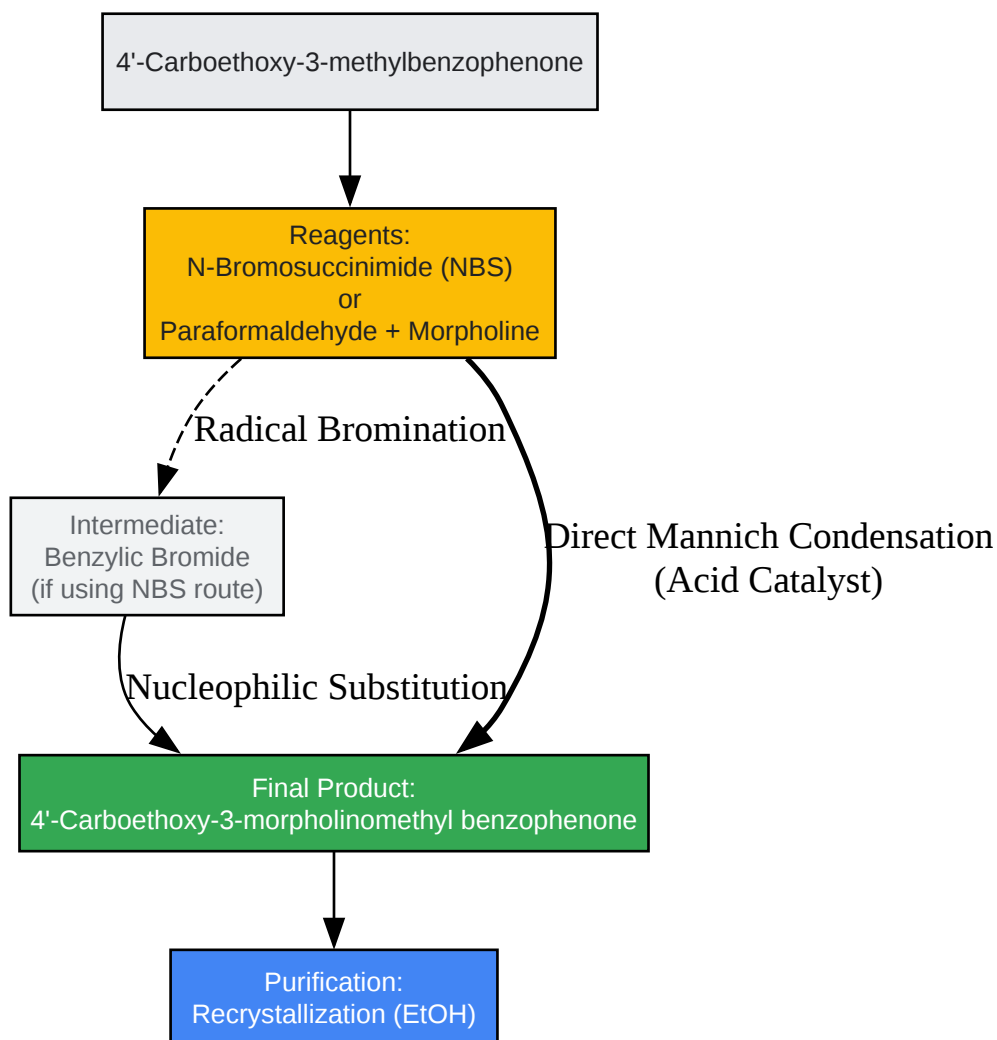 4'-Carboethoxy-3-methylbenzophenone
Reagents:
N-Bromosuccinimide (NBS)
or
Paraformaldehyde + Morpholine
Radical Bromination
Intermediate:
Benzylic Bromide
(if using NBS route)
Direct Mannich Condensation
(Acid Catalyst)
Nucleophilic Substitution
Final Product:
4'-Carboethoxy-3-morpholinomethyl benzophenone
Purification:
Recrystallization (EtOH)